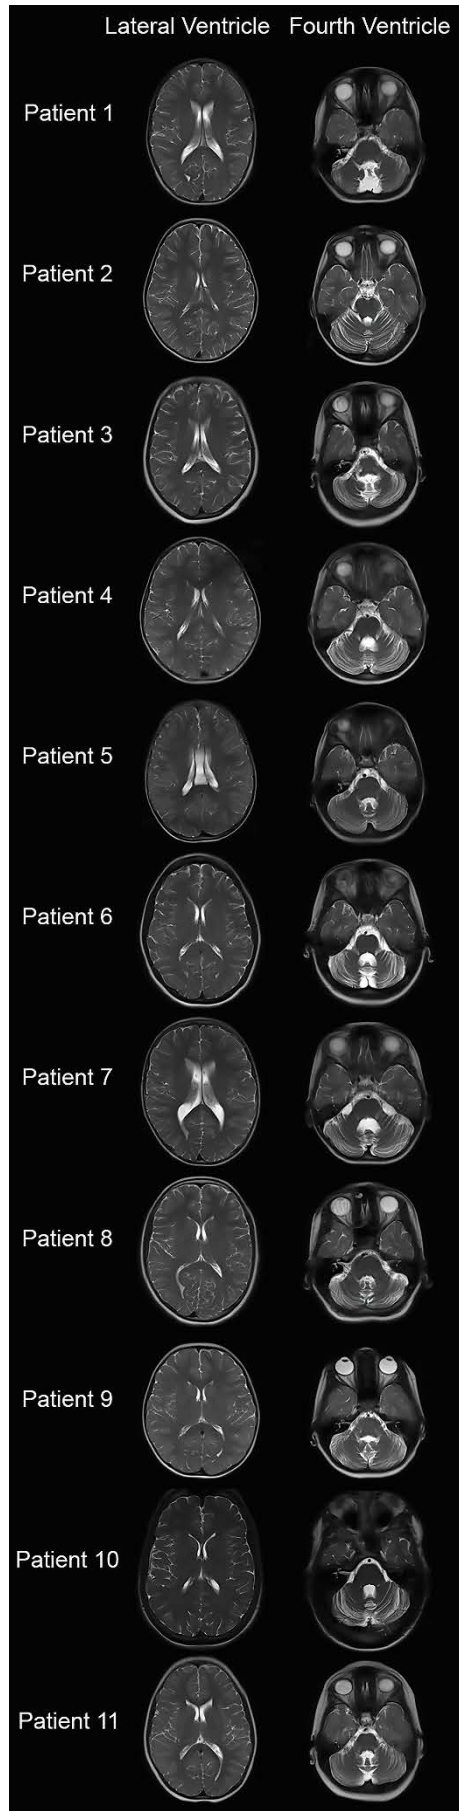 Lateral Ventricle Fourth Ventricle
Patient 1
Patient 2
Patient 3
Patient 4
Patient 5
Patient 6
Patient 7
Patient 8
Patient 9
Patient 10
Patient 11